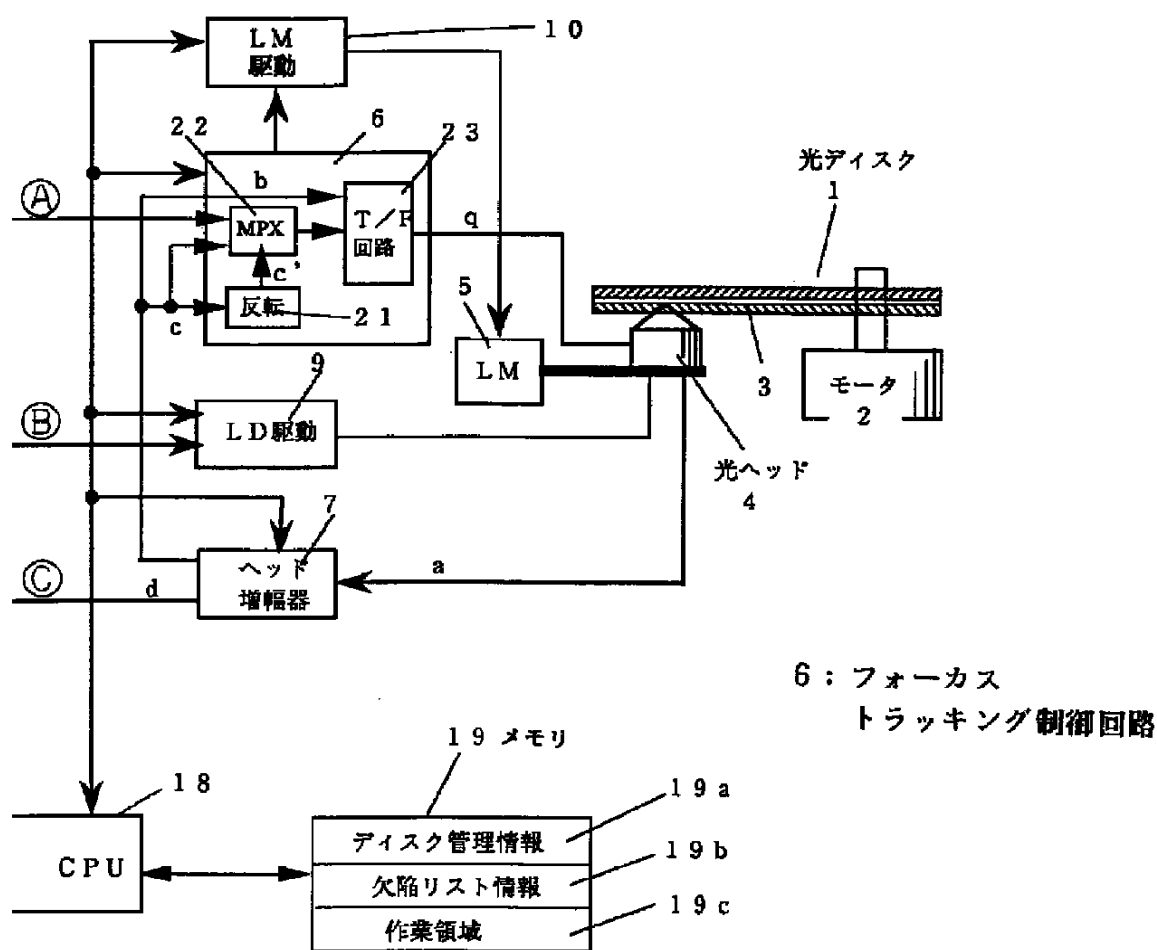 LM
駆動
10
22
6
23
光ディスク
1
Ⓐ
b
MPX
T/F
回路
q
c'
反転
c
21
5
LM
3
モータ
2
9
Ⓑ
LD駆動
光ヘッド
4
7
Ⓒ
d
ヘッド
増幅器
a
6:フォーカス
トラッキング制御回路
19 メモリ
18
CPU
ディスク管理情報
19a
欠陥リスト情報
19b
作業領域
19c